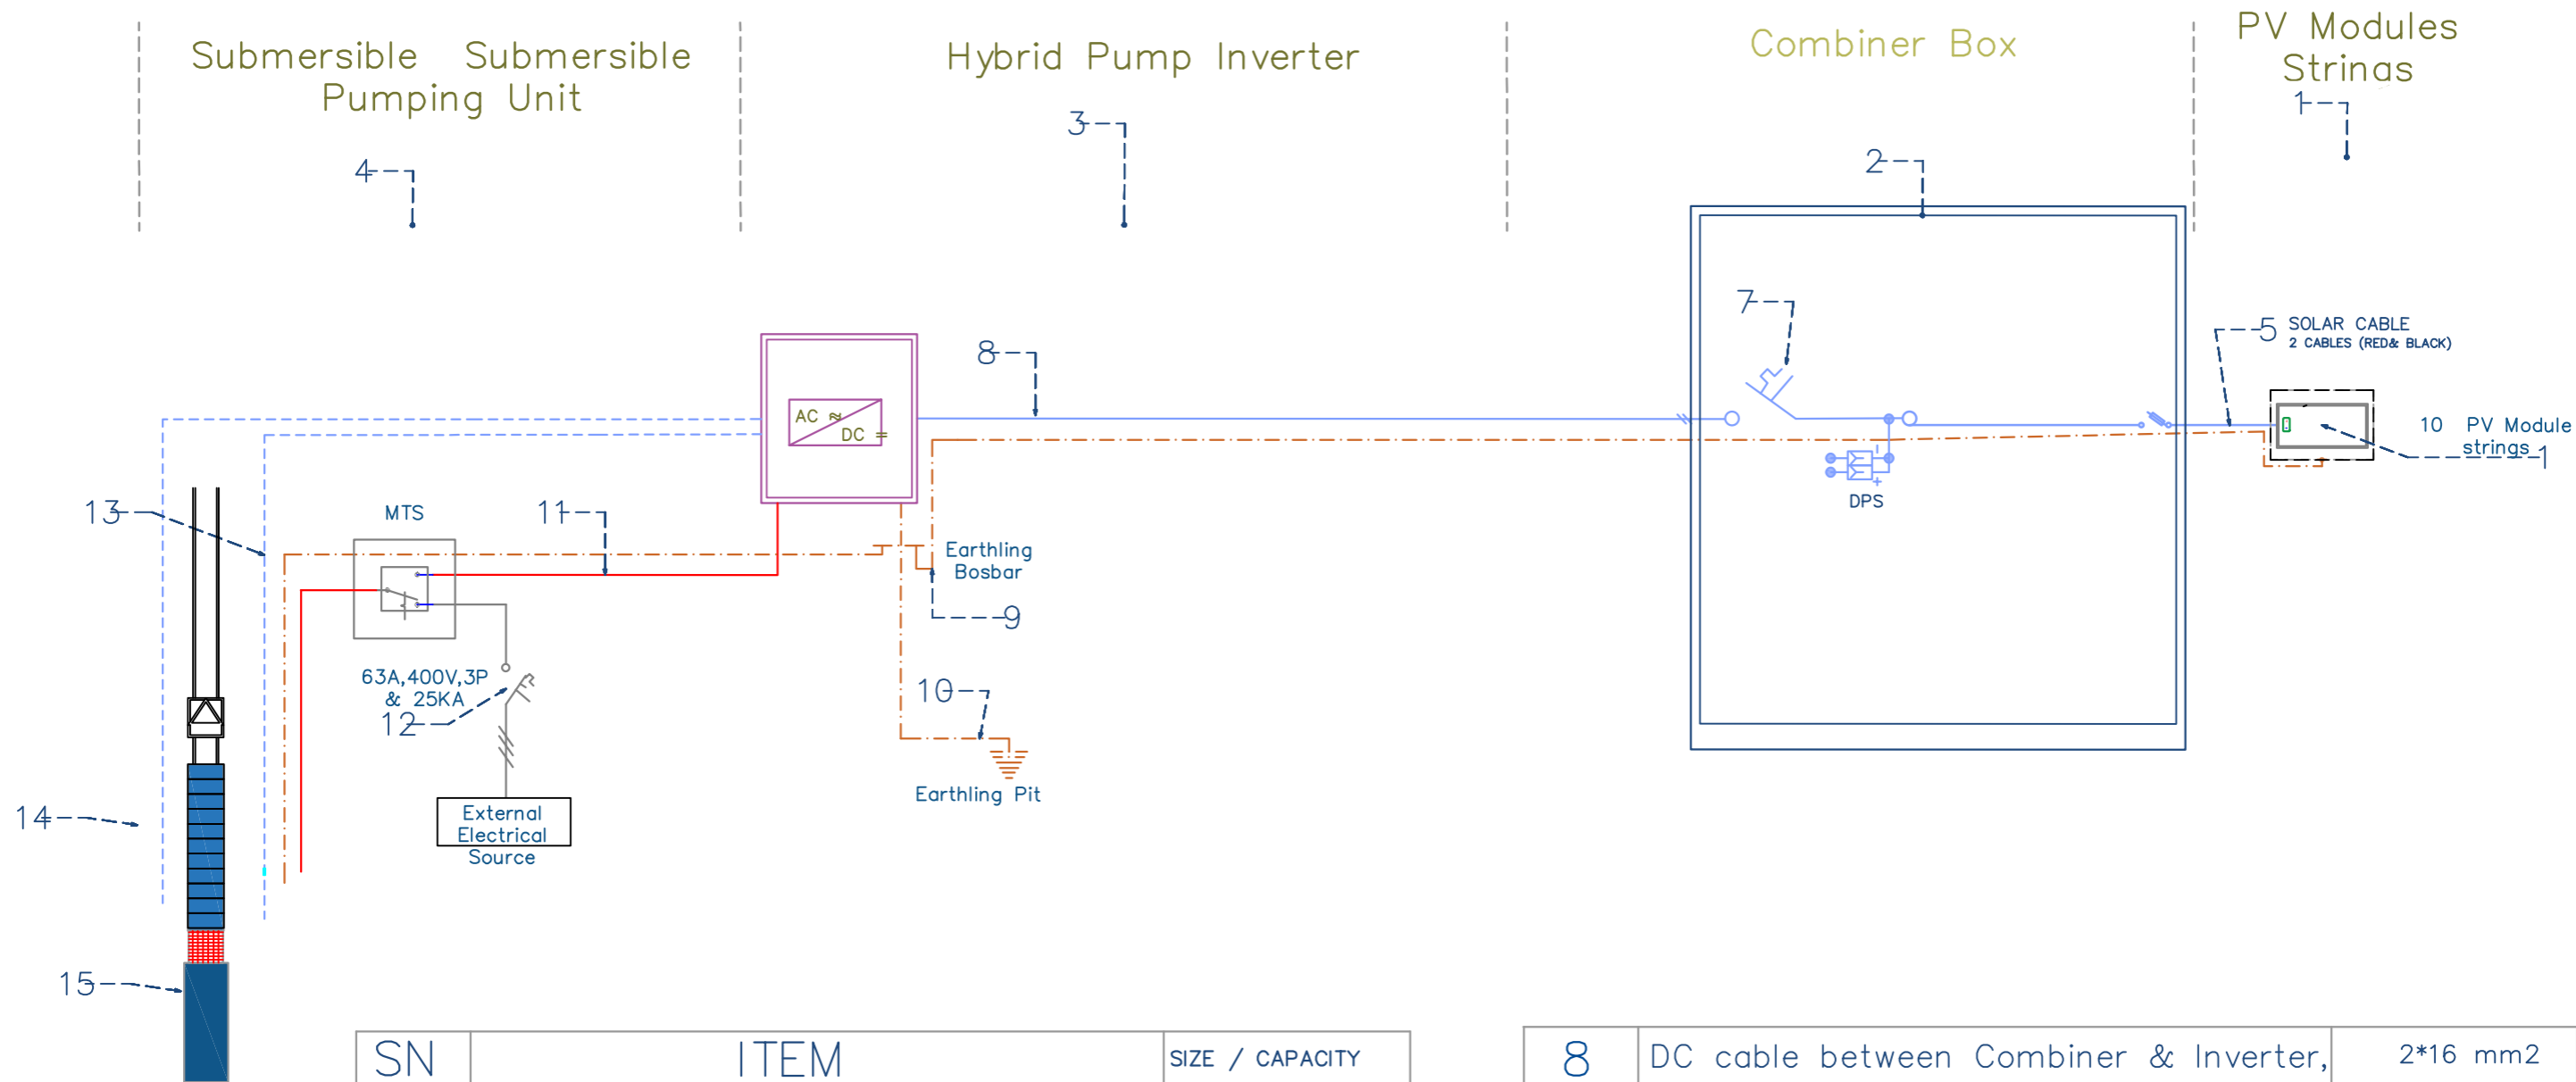 Submersible Submersible
Pumping Unit
Hybrid Pump Inverter
Combiner Box
PV Modules
Strinas
4
3
2
1
7
8
5 SOLAR CABLE
2 CABLES (RED& BLACK)
AC ≈
DC =
10 PV Module
strings 1
DPS
13
MTS
11
Earthling
Bosbar
9
63A,400V,3P
& 25KA
12
10
Earthling Pit
14
External
Electrical
Source
15
SN ITEM SIZE / CAPACITY
8 DC cable between Combiner & Inverter, 2*16 mm2